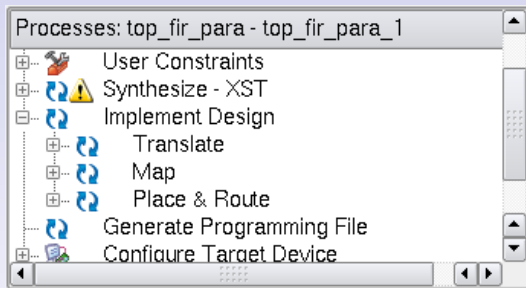 Processes: top_fir_para - top_fir_para_1
User Constraints
Synthesize - XST
Implement Design
Translate
Map
Place & Route
Generate Programming File
Configure Target Device